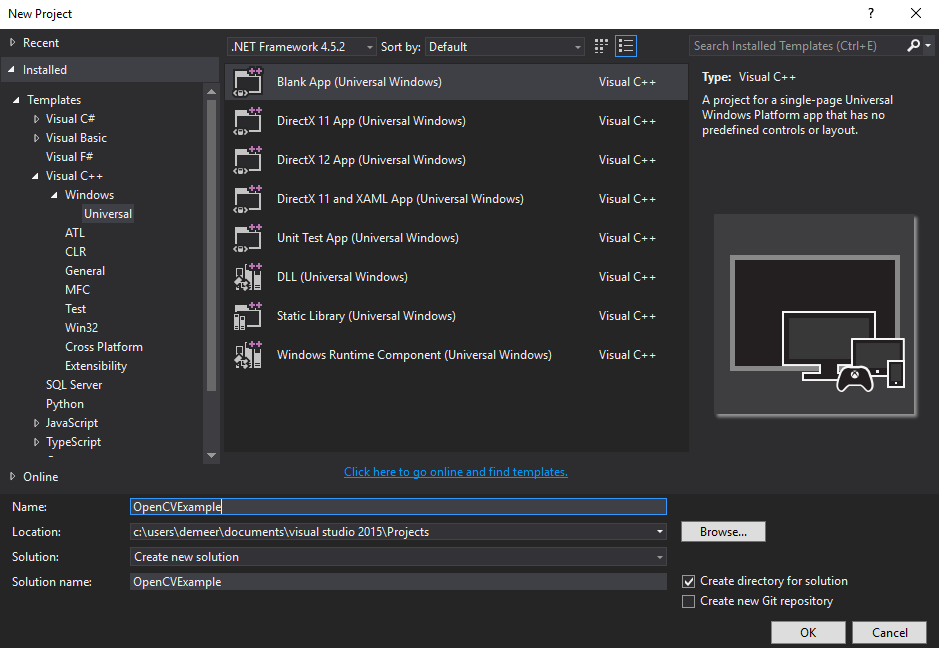 New Project
?
Recent
Installed
.NET Framework 4.5.2
Sort by:
Default
Search Installed Templates (Ctrl+E)
Templates
Visual C#
Visual Basic
Visual F#
Visual C++
Windows
Universal
ATL
CLR
General
MFC
Test
Win32
Cross Platform
Extensibility
SQL Server
Python
JavaScript
TypeScript
Online
Blank App (Universal Windows) Visual C++
DirectX 11 App (Universal Windows) Visual C++
DirectX 12 App (Universal Windows) Visual C++
DirectX 11 and XAML App (Universal Windows) Visual C++
Unit Test App (Universal Windows) Visual C++
DLL (Universal Windows) Visual C++
Static Library (Universal Windows) Visual C++
Windows Runtime Component (Universal Windows) Visual C++
Click here to go online and find templates.
Type: Visual C++
A project for a single-page Universal
Windows Platform app that has no
predefined controls or layout.
Name: OpenCVExample
Location: c:\users\demeer\documents\visual studio 2015\Projects
Browse...
Solution: Create new solution
Solution name: OpenCVExample
Create directory for solution
Create new Git repository
OK
Cancel